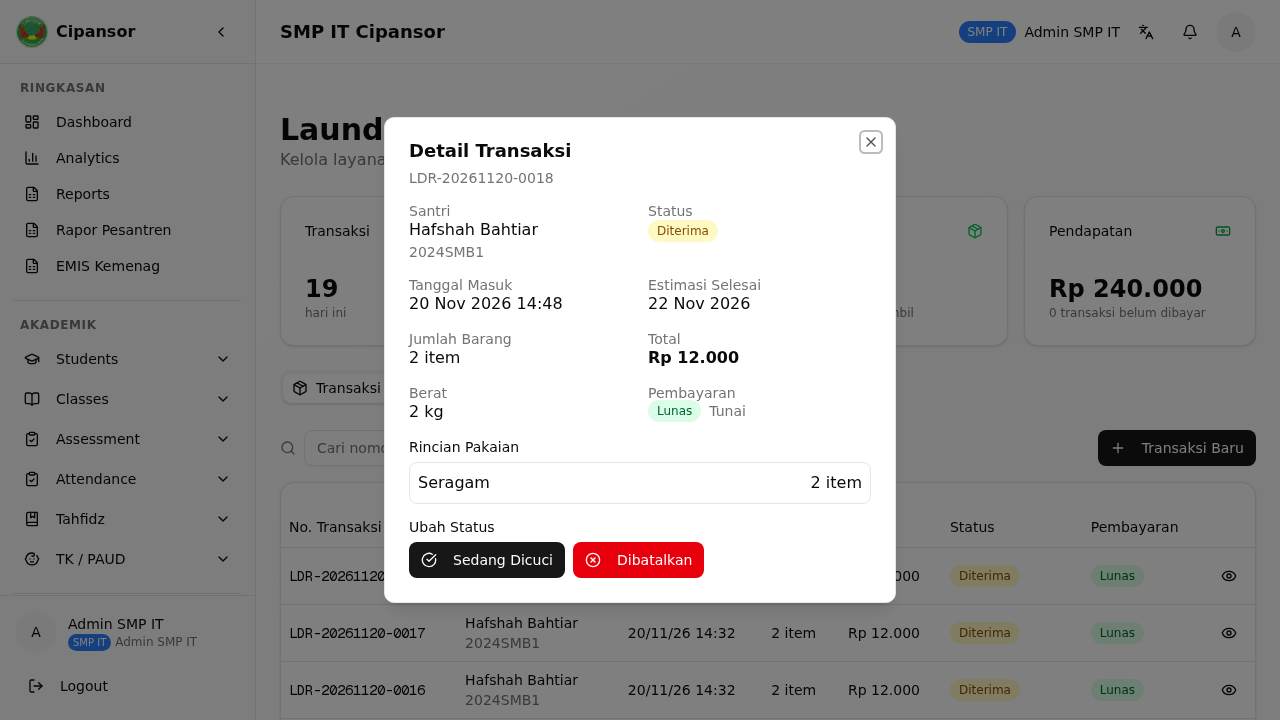 Cipansor
SMP IT Cipansor
SMP IT
Admin SMP IT
A
RINGKASAN
Dashboard
Analytics
Reports
Rapor Pesantren
EMIS Kemenag
AKADEMIK
Students
Classes
Assessment
Attendance
Tahfidz
TK / PAUD
A
Admin SMP IT
SMP IT Admin SMP IT
Logout
Laund
Kelola layana
Transaksi
19
hari ini
mbil
Pendapatan
Rp 240.000
0 transaksi belum dibayar
Transaksi
Cari nomo
Transaksi Baru
No. Transaksi
Status
Pembayaran
LDR-20261120
000
Diterima
Lunas
LDR-20261120-0017
Hafshah Bahtiar
2024SMB1
20/11/26 14:32
2 item
Rp 12.000
Diterima
Lunas
LDR-20261120-0016
Hafshah Bahtiar
2024SMB1
20/11/26 14:32
2 item
Rp 12.000
Diterima
Lunas
Detail Transaksi
LDR-20261120-0018
Santri
Hafshah Bahtiar
2024SMB1
Status
Diterima
Tanggal Masuk
20 Nov 2026 14:48
Estimasi Selesai
22 Nov 2026
Jumlah Barang
2 item
Total
Rp 12.000
Berat
2 kg
Pembayaran
Lunas Tunai
Rincian Pakaian
Seragam 2 item
Ubah Status
Sedang Dicuci
Dibatalkan